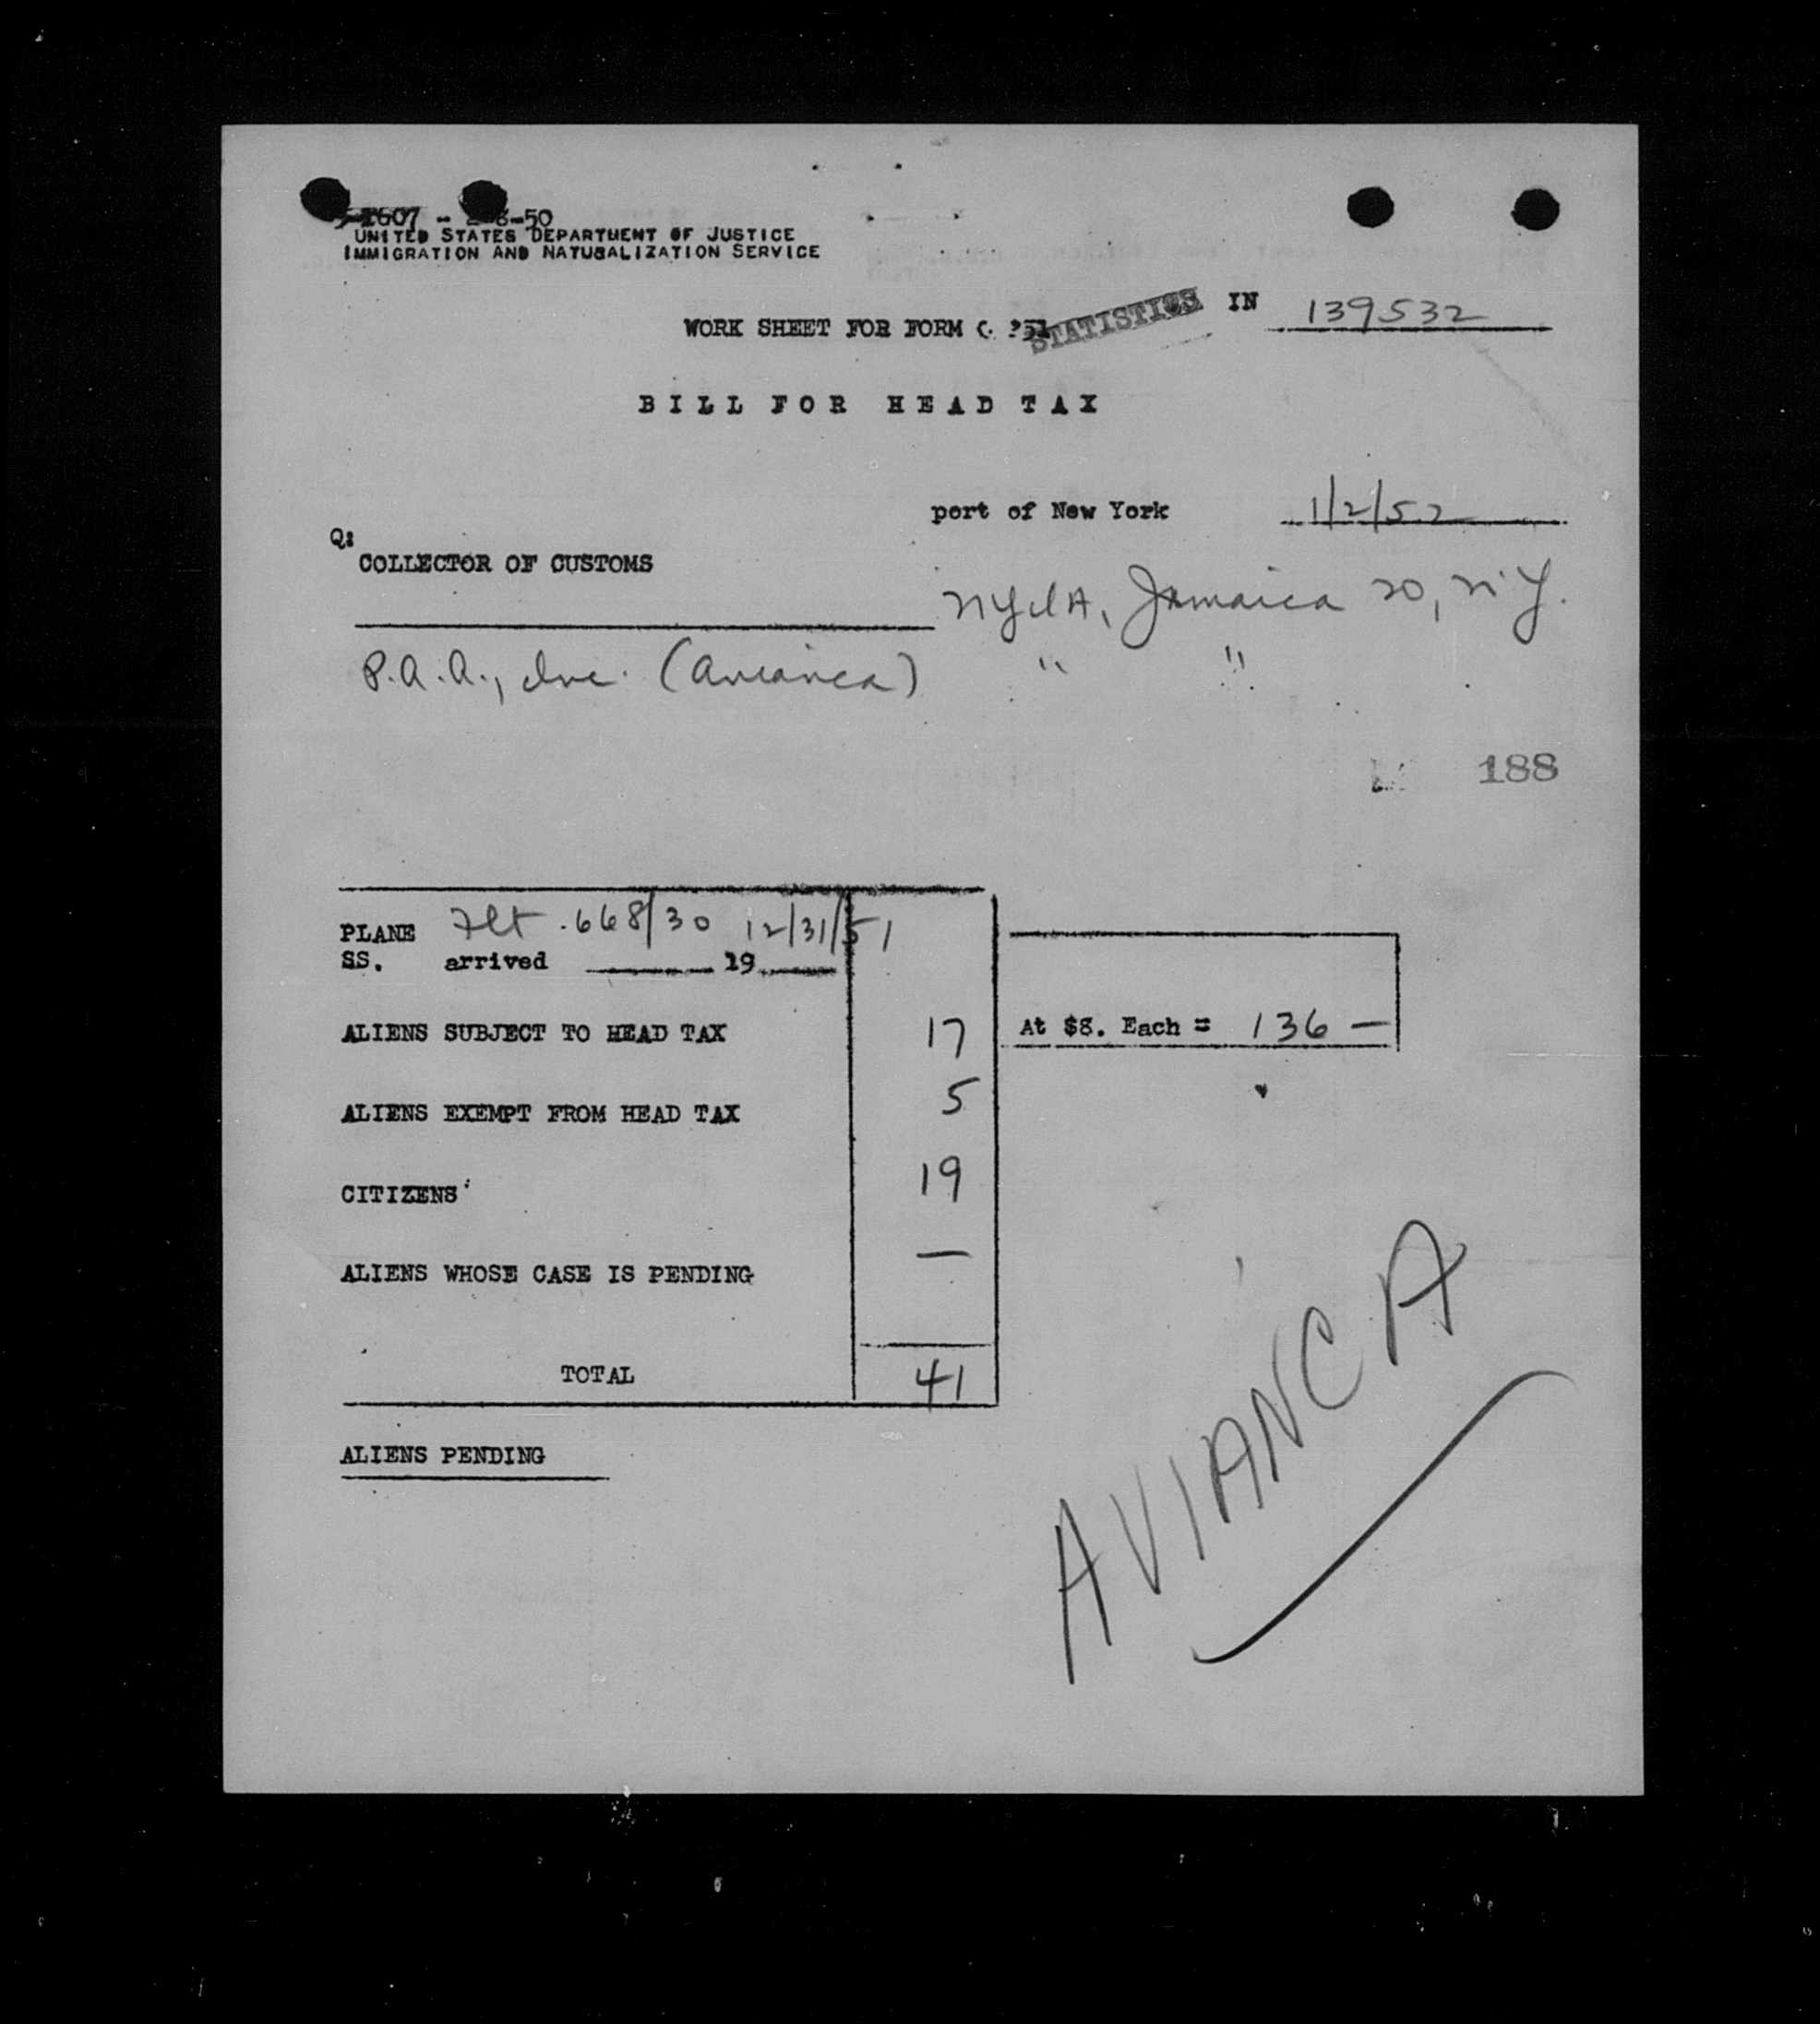 UNITED STATES DEPARTMENT OF JUSTICE
IMMIGRATION AND NATURALIZATION SERVICE
STATISTICS
IN 139532
WORK SHEET FOR FORM
BILL FOR HEAD TAX
port of New York 1/2/52
Q:
COLLECTOR OF CUSTOMS
NYIA, Jamaica 20, N.Y.
P.A.A., Inc. (Avianca) " "
188
PLANE Flt. 668/30 12/31/51
SS. arrived 19
ALIENS SUBJECT TO HEAD TAX 17 At $8. Each = 136 —
ALIENS EXEMPT FROM HEAD TAX 5
CITIZENS 19
ALIENS WHOSE CASE IS PENDING —
TOTAL 41
ALIENS PENDING
AVIANCA